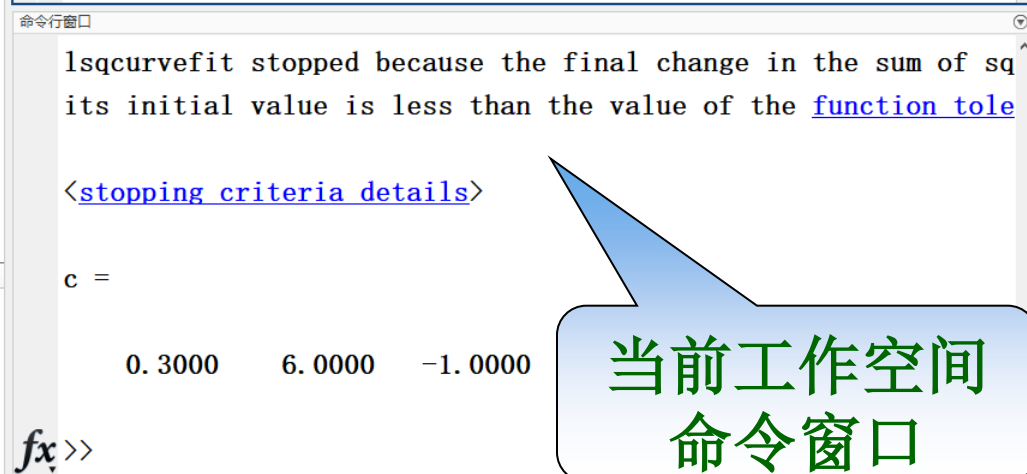 命令行窗口
lsqcurvefit stopped because the final change in the sum of sq
its initial value is less than the value of the function tole
<stopping criteria details>
c =
0.3000 6.0000 -1.0000
当前工作空间
命令窗口
fx >>